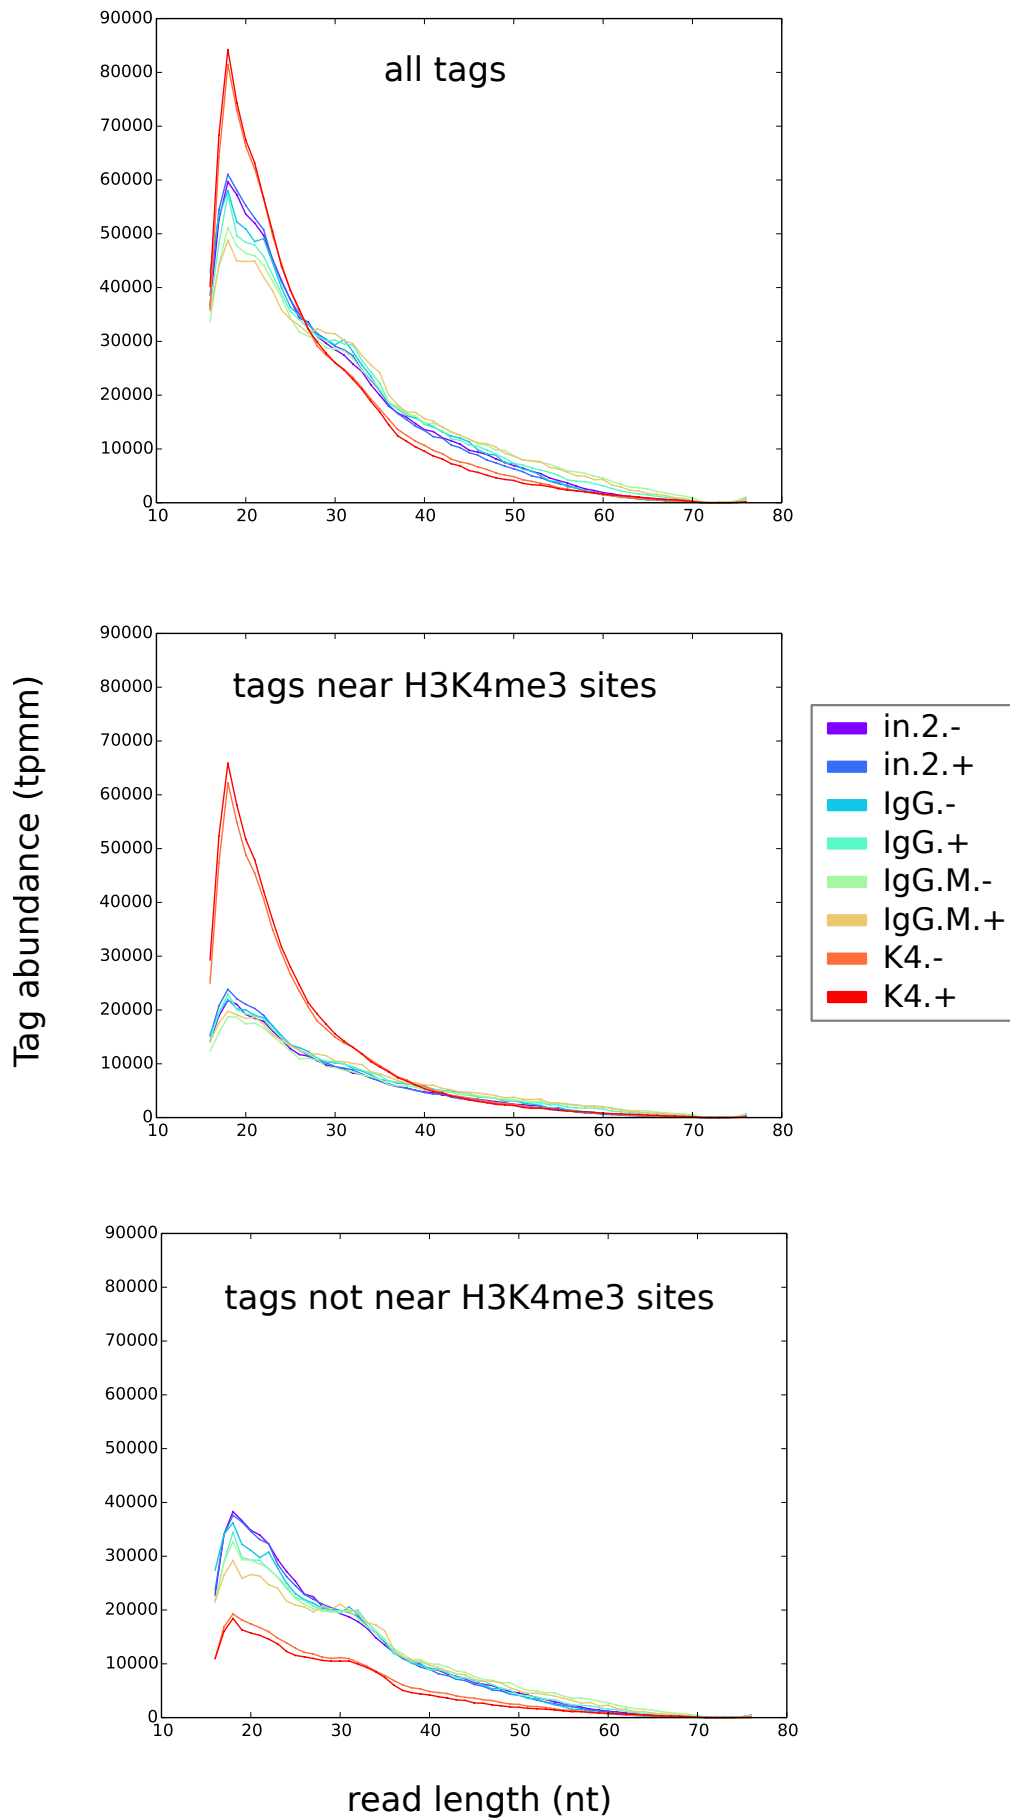 90000
80000
70000
60000
50000
40000
30000
20000
10000
0
10 20 30 40 50 60 70 80
all tags
Tag abundance (tpmm)
90000
80000
70000
60000
50000
40000
30000
20000
10000
0
10 20 30 40 50 60 70 80
tags near H3K4me3 sites
in.2.-
in.2.+
IgG.-
IgG.+
IgG.M.-
IgG.M.+
K4.-
K4.+
90000
80000
70000
60000
50000
40000
30000
20000
10000
0
10 20 30 40 50 60 70 80
tags not near H3K4me3 sites
read length (nt)